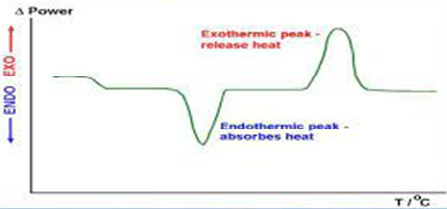 Δ Power
Exothermic peak -
release heat
ENDO EXO
Endothermic peak -
absorbes heat
T / °C